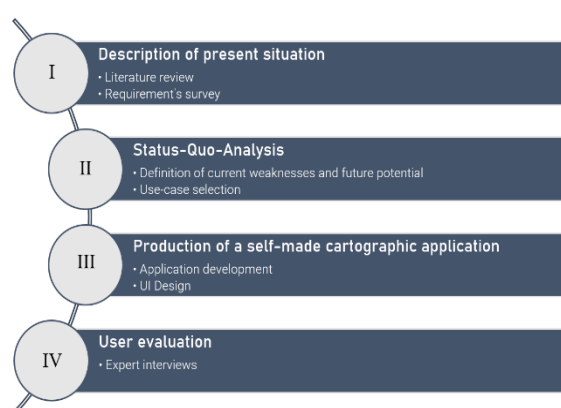 I
Description of present situation
• Literature review
• Requirement's survey
II
Status-Quo-Analysis
• Definition of current weaknesses and future potential
• Use-case selection
III
Production of a self-made cartographic application
• Application development
• UI Design
IV
User evaluation
• Expert interviews